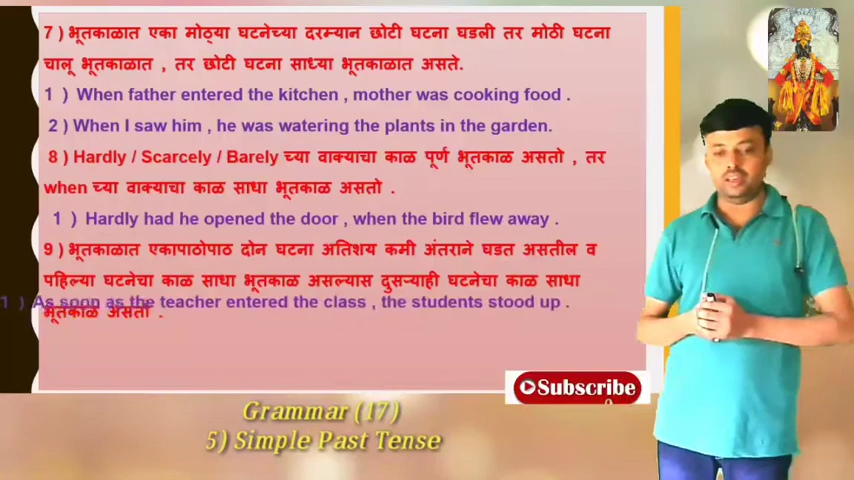 7 ) भूतकाळात एका मोठ्या घटनेच्या दरम्यान छोटी घटना घडली तर मोठी घटना
चालू भूतकाळात , तर छोटी घटना साध्या भूतकाळात असते.
1 ) When father entered the kitchen , mother was cooking food .
2 ) When I saw him , he was watering the plants in the garden.
8 ) Hardly / Scarcely / Barely च्या वाक्याचा काळ पूर्ण भूतकाळ असतो , तर
when च्या वाक्याचा काळ साधा भूतकाळ असतो .
1 ) Hardly had he opened the door , when the bird flew away .
9 ) भूतकाळात एकापाठोपाठ दोन घटना अतिशय कमी अंतराने घडत असतील व
पहिल्या घटनेचा काळ साधा भूतकाळ असल्यास दुसऱ्याही घटनेचा काळ साधा
1 ) As soon as the teacher entered the class , the students stood up .
भूतकाळ असतो .
Subscribe
Grammar (17)
5) Simple Past Tense